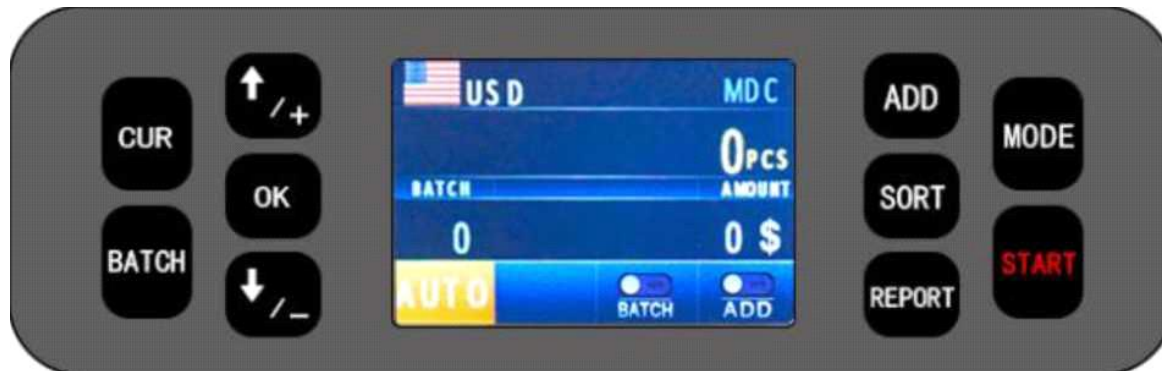 CUR
BATCH
↑/+
OK
↓/–
USD MDC
0PCS
BATCH AMOUNT
0 0 $
AUTO BATCH ADD
ADD
SORT
REPORT
MODE
START